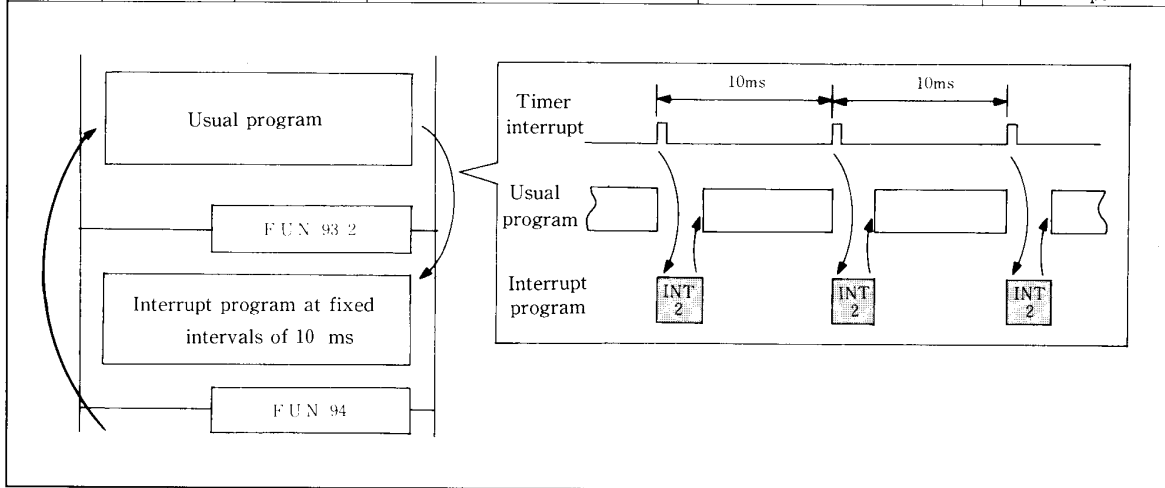 Usual program
FUN 93 2
Interrupt program at fixed
intervals of 10 ms
FUN 94
10ms
10ms
Timer
interrupt
Usual
program
Interrupt
program
INT
2
INT
2
INT
2